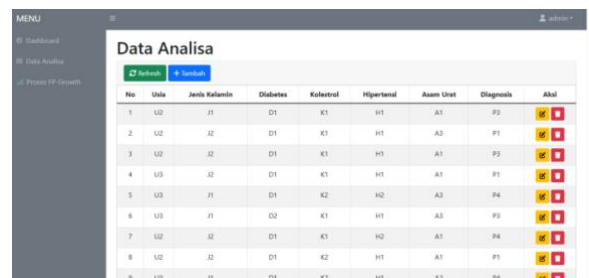 MENU
admin
Dashboard
Data Analisa
Proses FP-Growth
Data Analisa
Refresh + Tambah
No Usia Jenis Kelamin Diabetes Kolestrol Hipertensi Asam Urat Diagnosis Aksi
1 U2 J1 D1 K1 H1 A1
2 U2 J2 D1 K1 H1 A3 P1
3 U2 J2 D1 K1 H1 A1
4 U3 J2 D1 K1 H1 A1 P1
5 U3 J1 D1 K2 H2 A3 P4
6 U3 J1 D2 K1 H1 A3
7 U2 J2 D1 K1 H2 A1 P4
8 U2 J2 D1 K2 H1 A1 P1